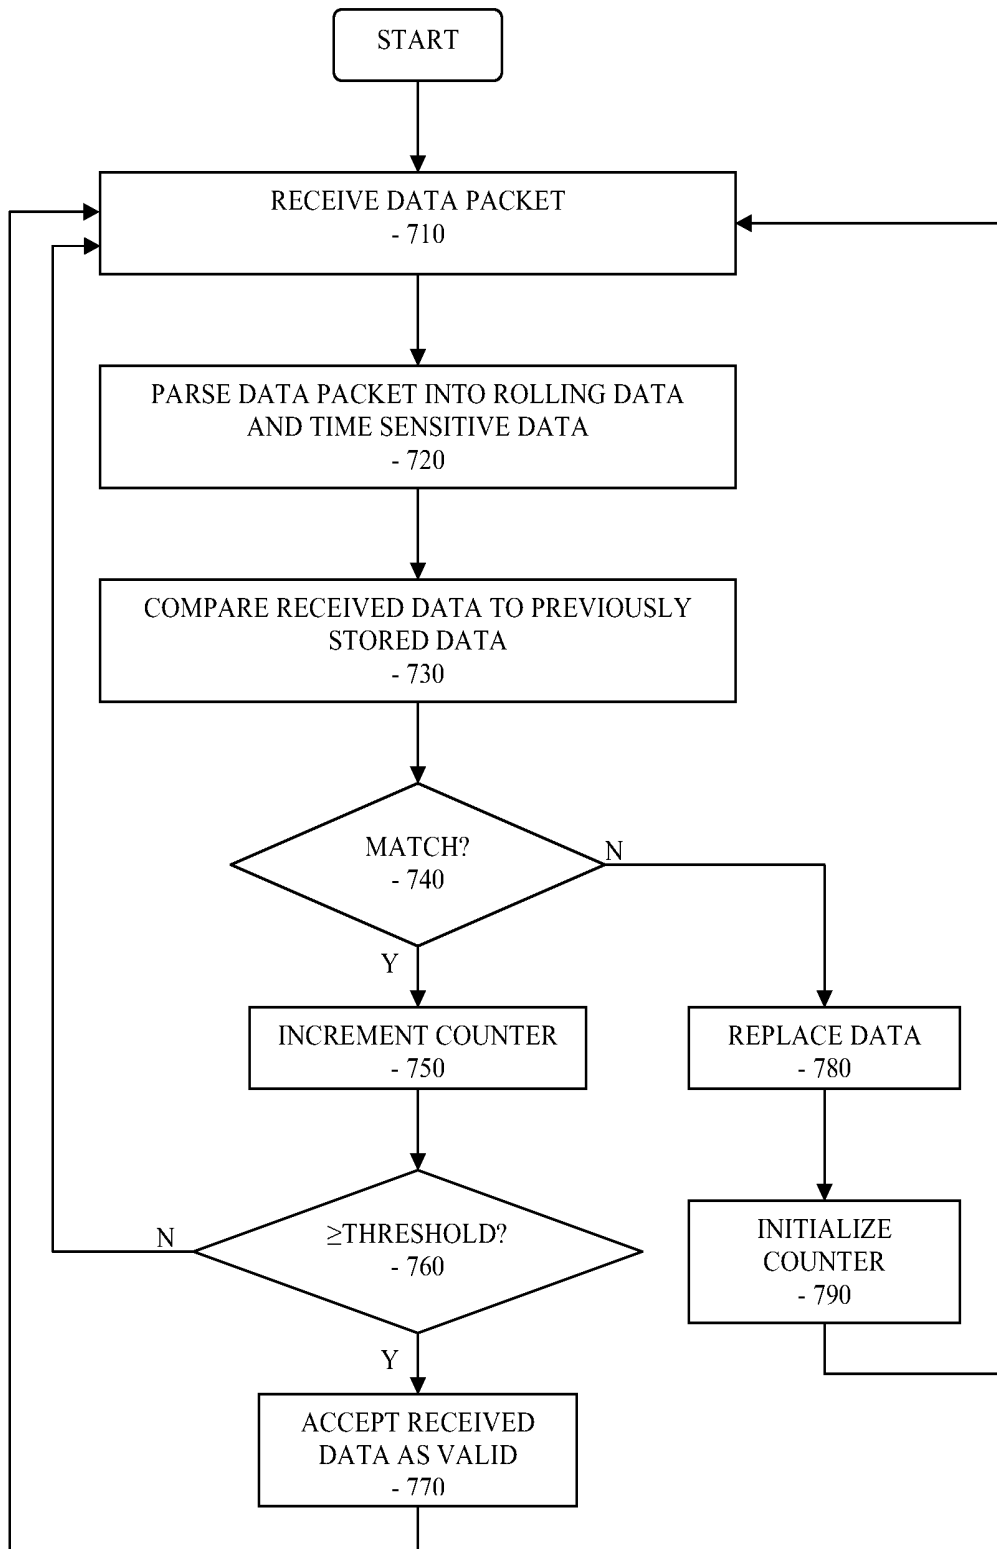 START
RECEIVE DATA PACKET
- 710
PARSE DATA PACKET INTO ROLLING DATA
AND TIME SENSITIVE DATA
- 720
COMPARE RECEIVED DATA TO PREVIOUSLY
STORED DATA
- 730
MATCH?
- 740
N
Y
INCREMENT COUNTER
- 750
REPLACE DATA
- 780
≥THRESHOLD?
- 760
N
INITIALIZE
COUNTER
- 790
Y
ACCEPT RECEIVED
DATA AS VALID
- 770